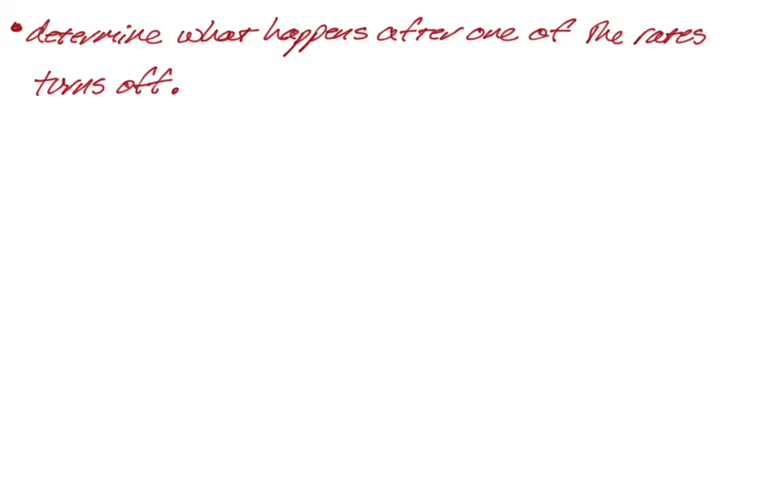 • determine what happens after one of the rates
turns off.